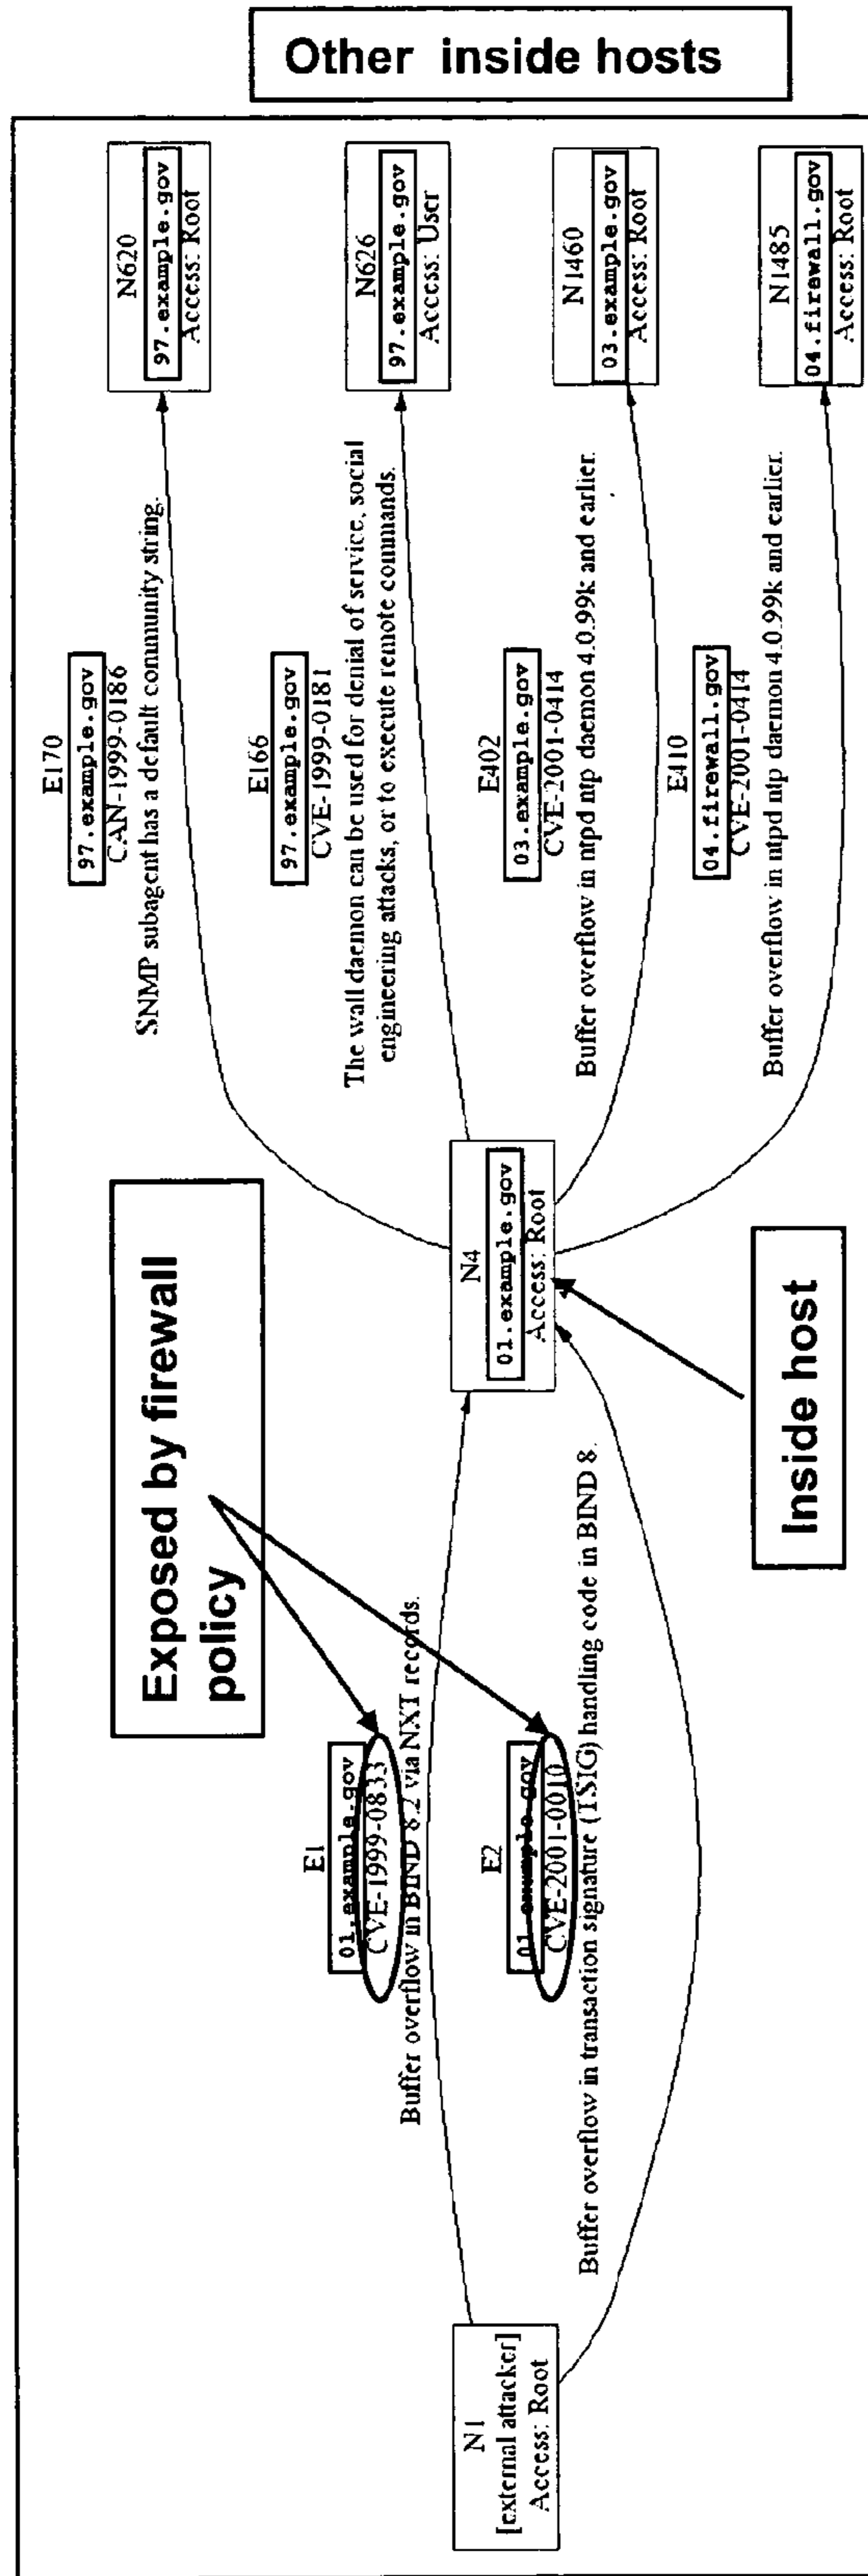 Other inside hosts
Exposed by firewall
policy
Inside host
N1
[external attacker]
Access: Root
E1
01.example.gov
CVE-1999-0833
Buffer overflow in BIND 8.2 via NXT records.
E2
01.example.gov
CVE-2001-0010
Buffer overflow in transaction signature (TSIG) handling code in BIND 8.
N4
01.example.gov
Access: Root
E170
97.example.gov
CAN-1999-0186
SNMP subagent has a default community string.
E166
97.example.gov
CVE-1999-0181
The wall daemon can be used for denial of service, social
engineering attacks, or to execute remote commands.
E402
03.example.gov
CVE-2001-0414
Buffer overflow in ntpd ntp daemon 4.0.99k and earlier.
E410
04.firewall.gov
CVE-2001-0414
Buffer overflow in ntpd ntp daemon 4.0.99k and earlier.
N620
97.example.gov
Access: Root
N626
97.example.gov
Access: User
N1460
03.example.gov
Access: Root
N1485
04.firewall.gov
Access: Root